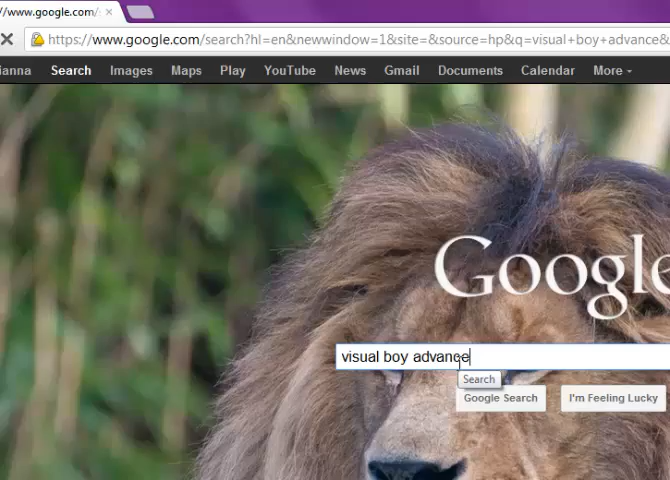 //www.google.com/s
https://www.google.com/search?hl=en&newwindow=1&site=&source=hp&q=visual+boy+advance&
ianna Search Images Maps Play YouTube News Gmail Documents Calendar More
Google
visual boy advance
Search
Google Search I'm Feeling Lucky